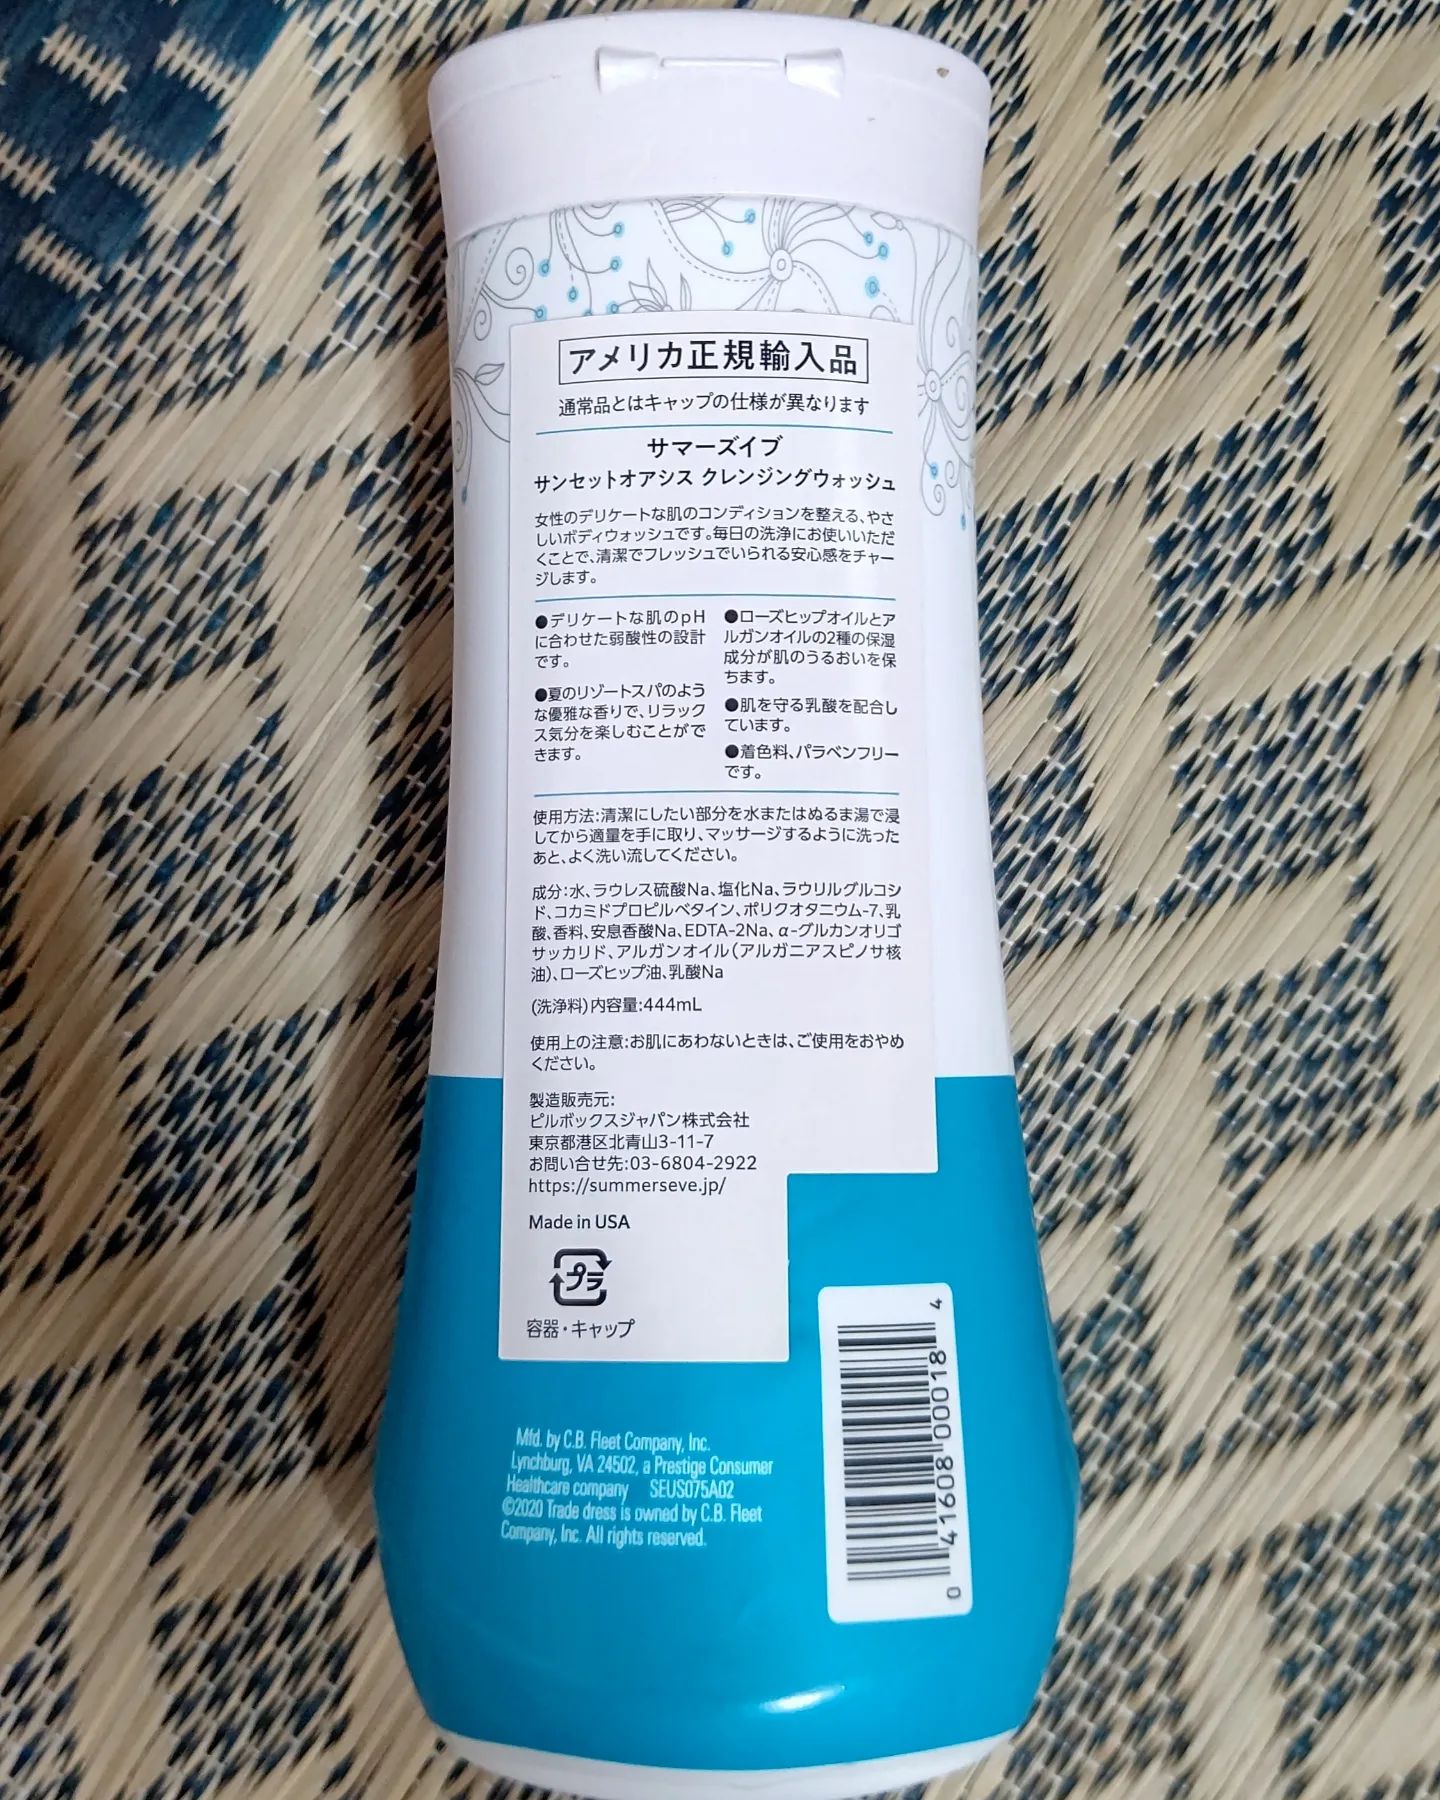 アメリカ正規輸入品
通常品とはキャップの仕様が異なります
サマーズイブ
サンセットオアシス クレンジングウォッシュ
女性のデリケートな肌のコンディションを整える、やさ
しいボディウォッシュです。毎日の洗浄にお使いいただ
くことで、清潔でフレッシュでいられる安心感をチャー
ジします。
●デリケートな肌のpH
に合わせた弱酸性の設計
です。
●夏のリゾートスパのよう
な優雅な香りで、リラック
ス気分を楽しむことがで
きます。
●ローズヒップオイルとア
ルガンオイルの2種の保湿
成分が肌のうるおいを保
ちます。
●肌を守る乳酸を配合し
ています。
●着色料、パラベンフリー
です。
使用方法:清潔にしたい部分を水またはぬるま湯で浸
してから適量を手に取り、マッサージするように洗った
あと、よく洗い流してください。
成分:水、ラウレス硫酸Na、塩化Na、ラウリルグルコシ
ド、コカミドプロピルベタイン、ポリクオタニウム-7、乳
酸、香料、安息香酸Na、EDTA-2Na、α-グルカンオリゴ
サッカリド、アルガンオイル(アルガニアスピノサ核
油)、ローズヒップ油、乳酸Na
(洗浄料)内容量:444mL
使用上の注意:お肌にあわないときは、ご使用をおやめ
ください。
製造販売元:
ピルボックスジャパン株式会社
東京都港区北青山3-11-7
お問い合せ先:03-6804-2922
https://summerseve.jp/
Made in USA
プラ
容器・キャップ
Mfd. by C.B. Fleet Company, Inc.
Lynchburg, VA 24502, a Prestige Consumer
Healthcare company SEUS075A02
©2020 Trade dress is owned by C.B. Fleet
Company, Inc. All rights reserved.
0 41608 00018 4